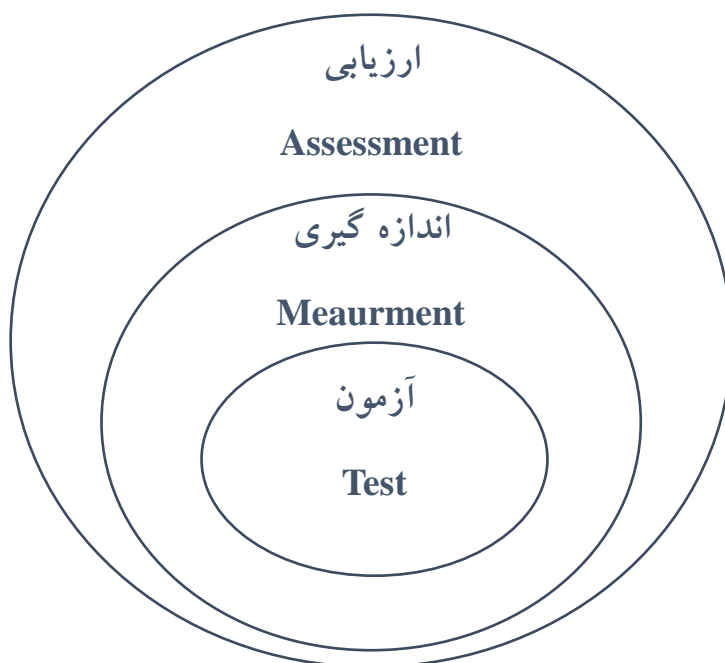 ارزیابی
Assessment
اندازه گیری
Meaurment
آزمون
Test